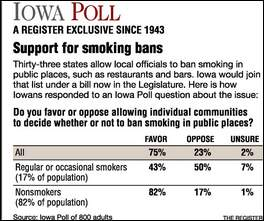 IOWA POLL
A REGISTER EXCLUSIVE SINCE 1943
Support for smoking bans
Thirty-three states allow local officials to ban smoking in
public places, such as restaurants and bars. Iowa would join
that list under a bill now in the Legislature. Here is how
Iowans responded to an Iowa Poll question about the issue:
Do you favor or oppose allowing individual communities
to decide whether or not to ban smoking in public places?
FAVOR OPPOSE UNSURE
All 75% 23% 2%
Regular or occasional smokers 43% 50% 7%
(17% of population)
Nonsmokers 82% 17% 1%
(82% of population)
Source: Iowa Poll of 800 adults THE REGISTER